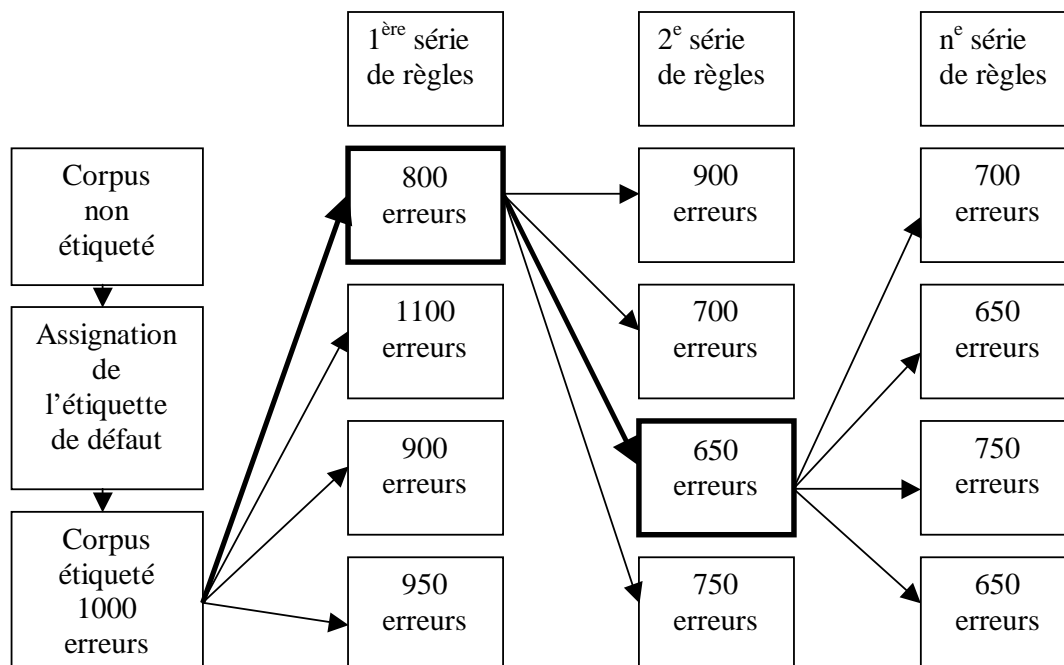 1ère série
de règles
2e série
de règles
ne série
de règles
Corpus
non
étiqueté
Assignation
de
l’étiquette
de défaut
Corpus
étiqueté
1000
erreurs
800
erreurs
1100
erreurs
900
erreurs
950
erreurs
900
erreurs
700
erreurs
650
erreurs
750
erreurs
700
erreurs
650
erreurs
750
erreurs
650
erreurs